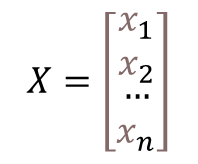 X = [
x₁
x₂
...
xₙ
]